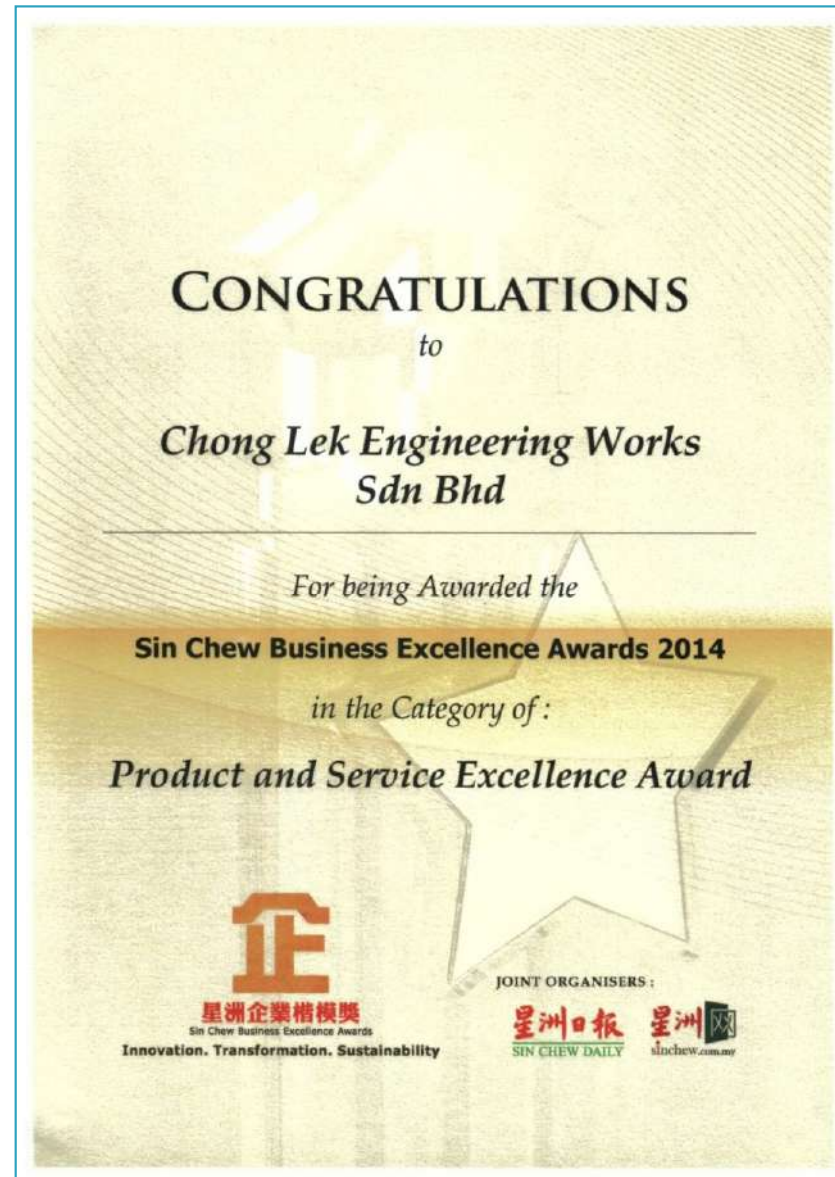 CONGRATULATIONS
to
Chong Lek Engineering Works
Sdn Bhd
For being Awarded the
Sin Chew Business Excellence Awards 2014
in the Category of :
Product and Service Excellence Award
星洲企業楷模獎
Sin Chew Business Excellence Awards
Innovation. Transformation. Sustainability
JOINT ORGANISERS :
星洲日报
SIN CHEW DAILY
星洲网
sinchew.com.my